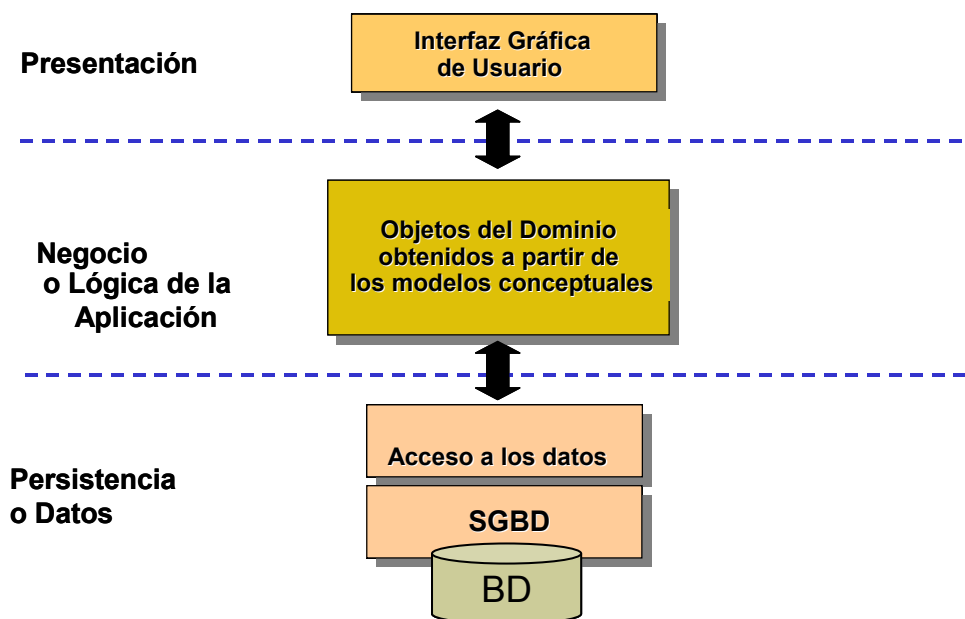 Presentación
Interfaz Gráfica
de Usuario
Negocio
o Lógica de la
Aplicación
Objetos del Dominio
obtenidos a partir de
los modelos conceptuales
Persistencia
o Datos
Acceso a los datos
SGBD
BD